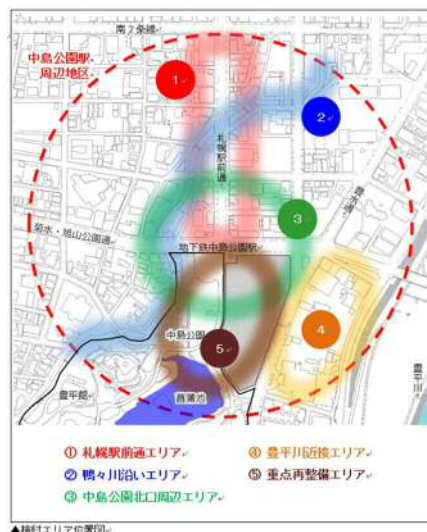 南7条線
中島公園駅
周辺地区
①
②
札幌駅前通
豊水通
③
菊水・旭山公園通
地下鉄中島公園駅
④
中島公園
⑤
豊平館
菖蒲池
豊平川
① 札幌駅前通エリア
② 鴨々川沿いエリア
③ 中島公園北口周辺エリア
④ 豊平川近接エリア
⑤ 重点再整備エリア
▲検討エリア位置図